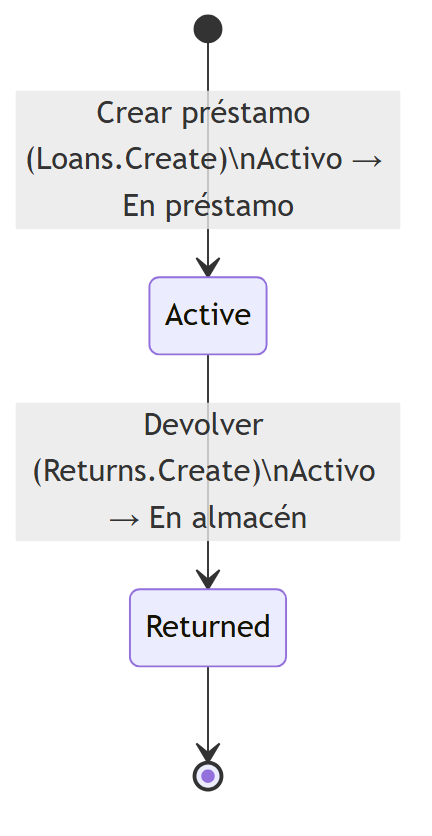 Crear préstamo
(Loans.Create)\nActivo →
En préstamo
Active
Devolver
(Returns.Create)\nActivo
→ En almacén
Returned